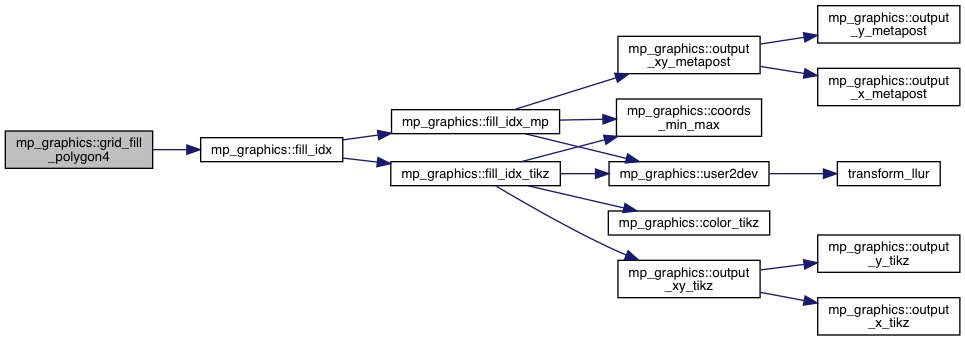 mp_graphics::grid_fill
_polygon4
mp_graphics::fill_idx
mp_graphics::fill_idx_mp
mp_graphics::fill_idx_tikz
mp_graphics::output
_xy_metapost
mp_graphics::coords
_min_max
mp_graphics::user2dev
mp_graphics::color_tikz
mp_graphics::output
_xy_tikz
mp_graphics::output
_y_metapost
mp_graphics::output
_x_metapost
transform_llur
mp_graphics::output
_y_tikz
mp_graphics::output
_x_tikz